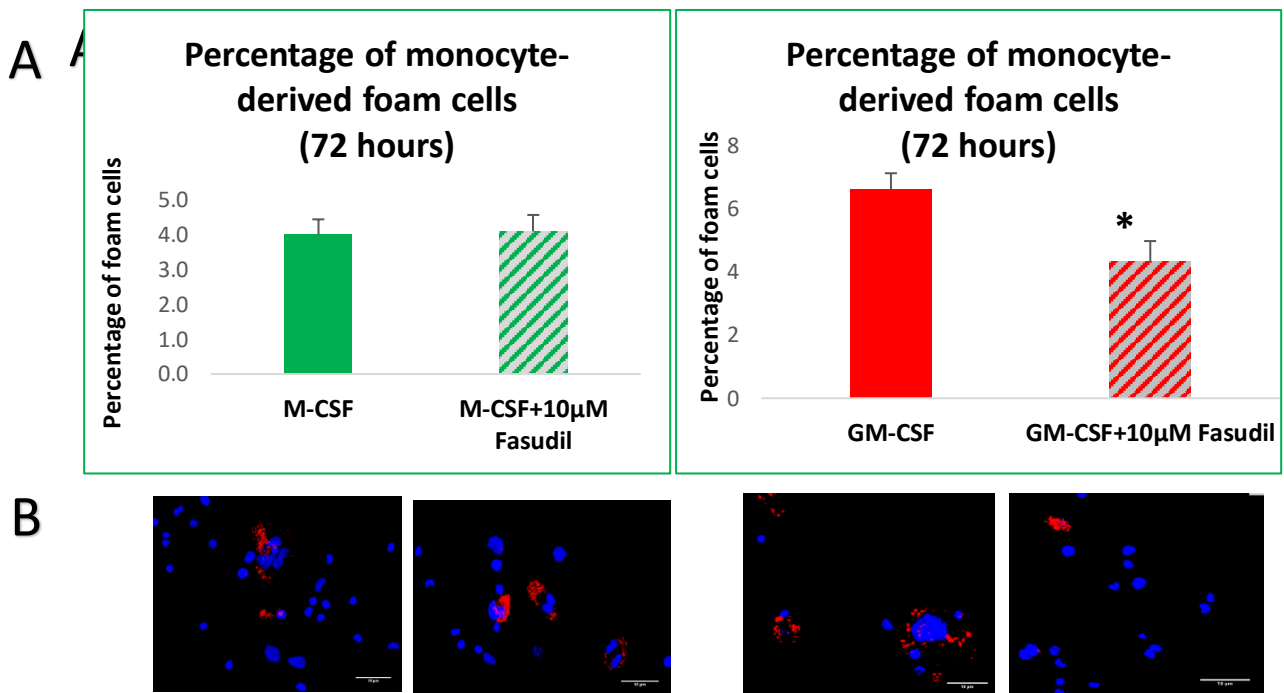 A
A
Percentage of monocyte-
derived foam cells
(72 hours)
Percentage of foam cells
5.0
4.0
3.0
2.0
1.0
0.0
M-CSF
M-CSF+10µM
Fasudil
Percentage of monocyte-
derived foam cells
(72 hours)
Percentage of foam cells
8
6
4
2
0
*
GM-CSF
GM-CSF+10µM Fasudil
B
10 µm